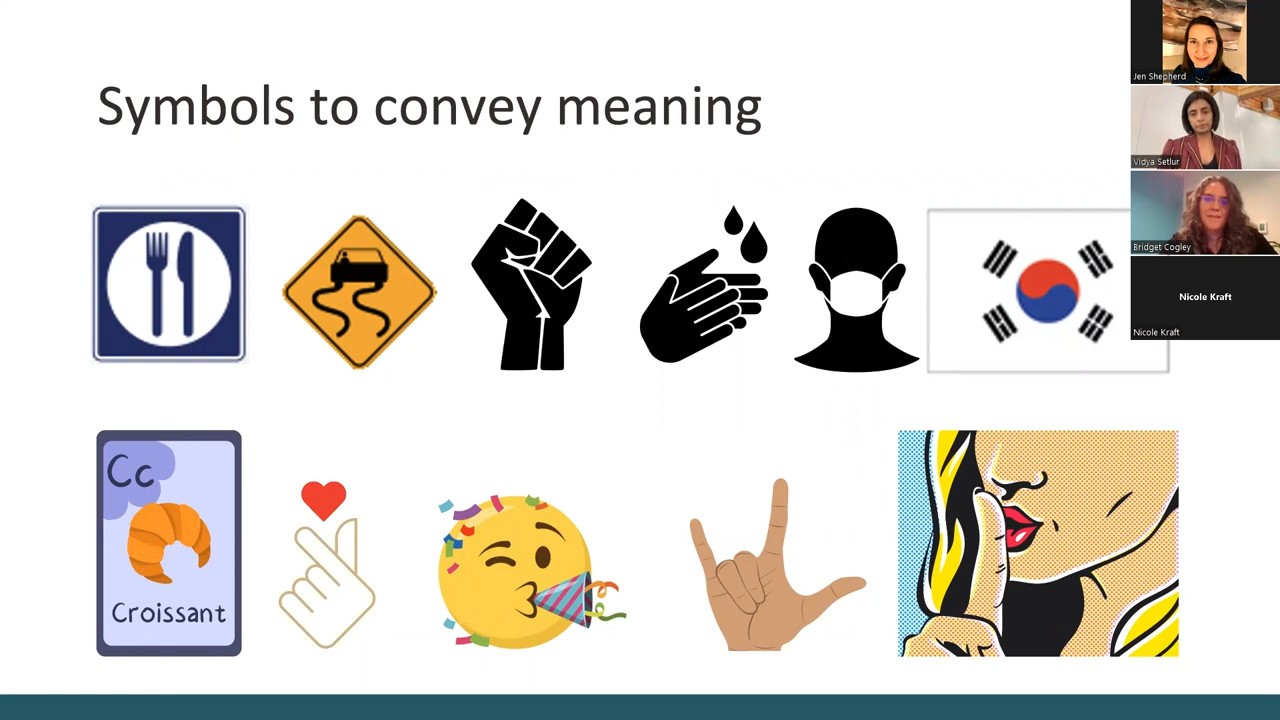 Symbols to convey meaning
Jen Shepherd
Vidya Setlur
Bridget Cogley
Nicole Kraft
Nicole Kraft
Cc
Croissant